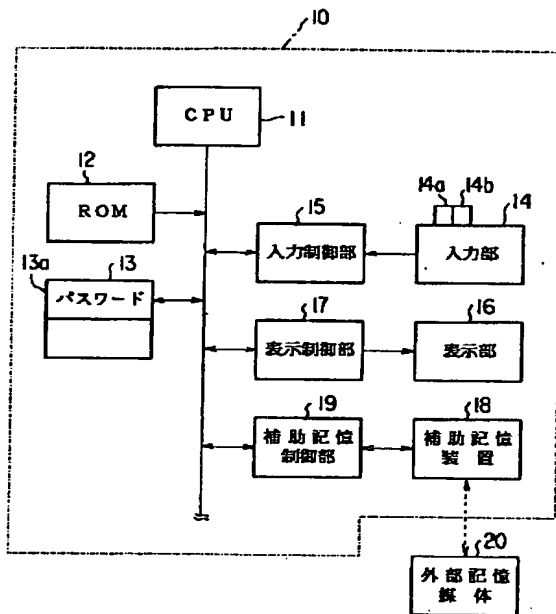 10
CPU
11
12
ROM
14a 14b
15
14
入力制御部
入力部
13a
13
パスワード
17
16
表示制御部
表示部
19
18
補助記憶
制御部
補助記憶
装置
20
外部記憶
媒体